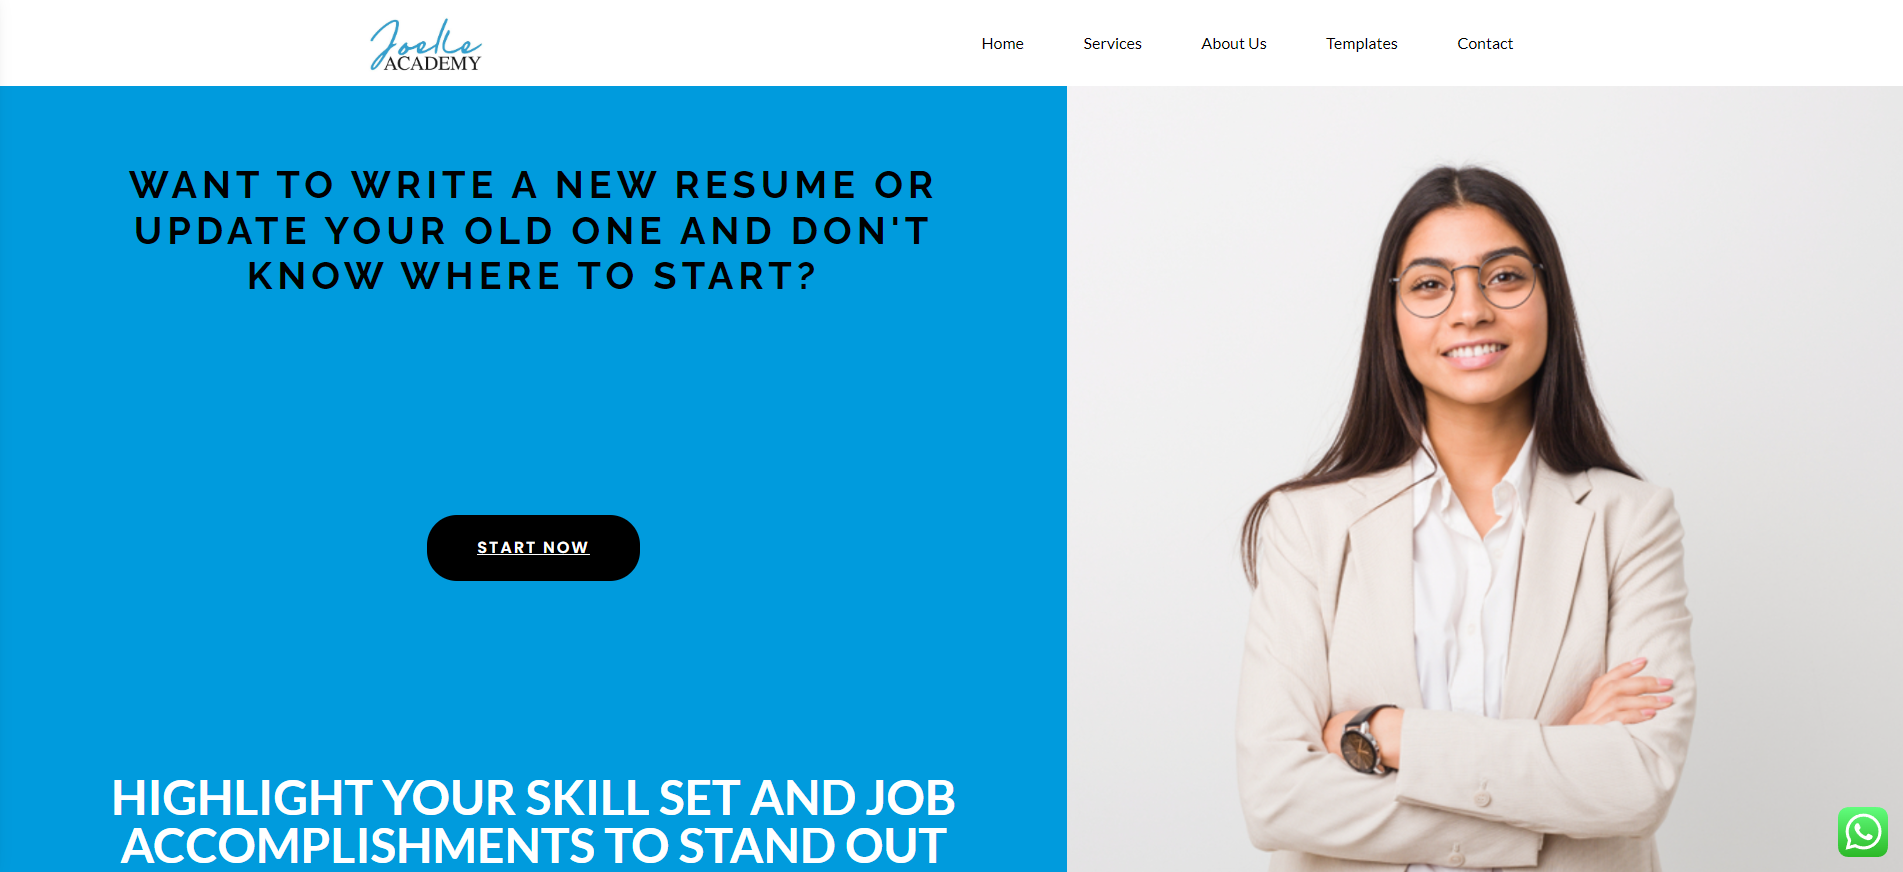 Joelle
ACADEMY
Home
Services
About Us
Templates
Contact
WANT TO WRITE A NEW RESUME OR
UPDATE YOUR OLD ONE AND DON'T
KNOW WHERE TO START?
START NOW
HIGHLIGHT YOUR SKILL SET AND JOB
ACCOMPLISHMENTS TO STAND OUT